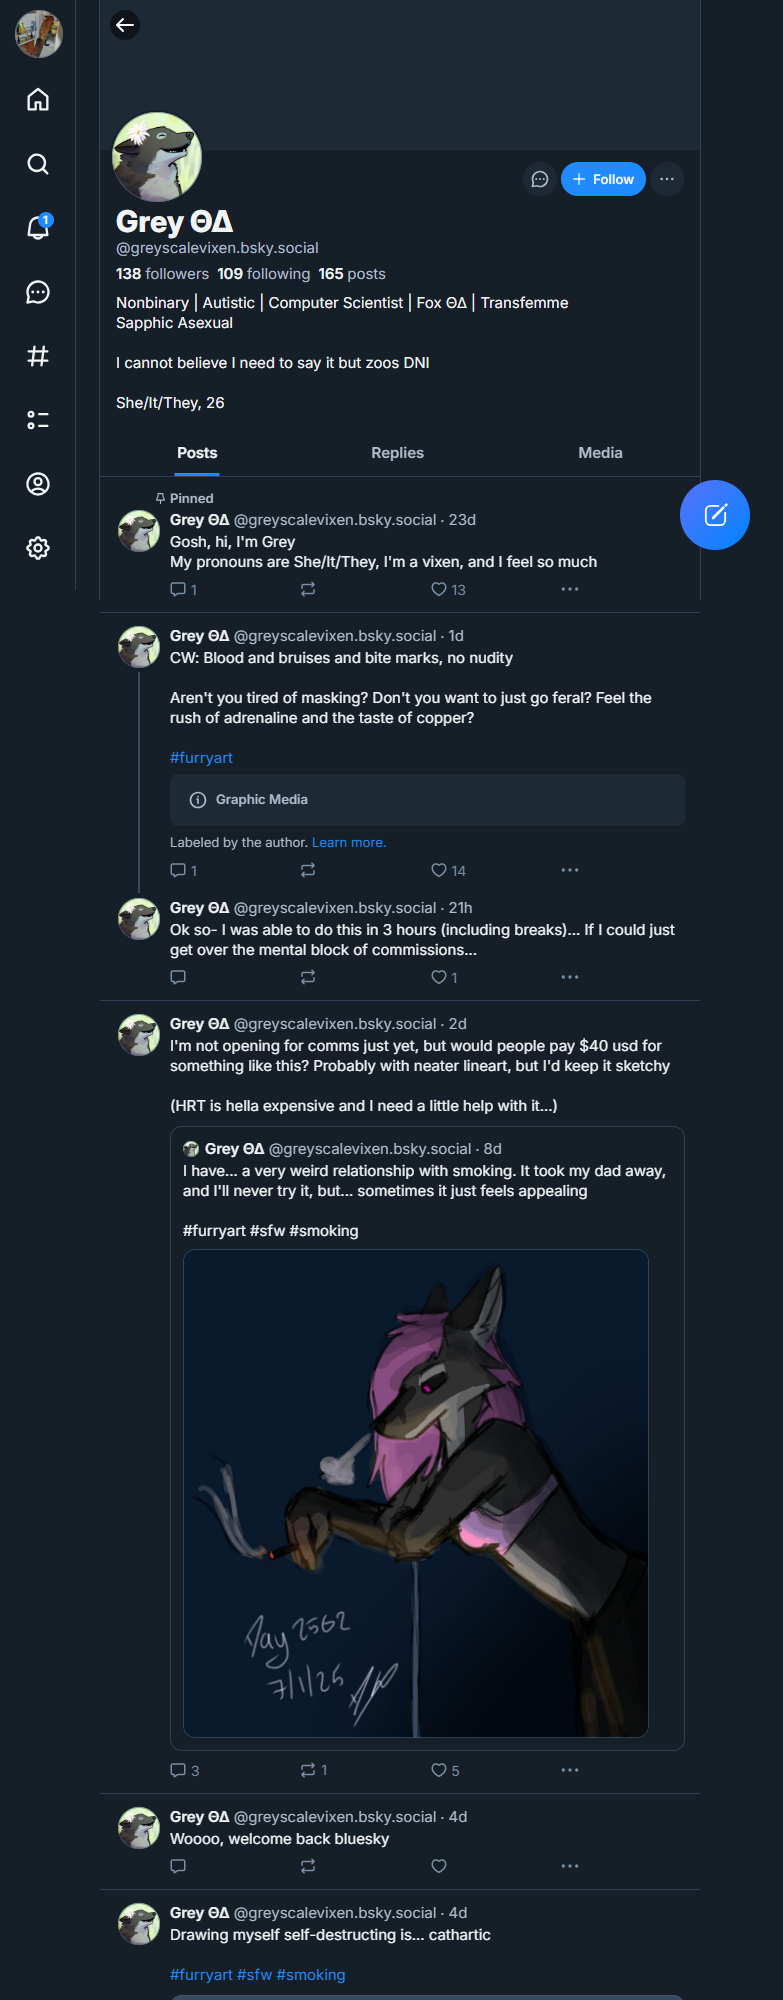 1
Follow
Grey ΘΔ
@greyscalevixen.bsky.social
138 followers 109 following 165 posts
Nonbinary | Autistic | Computer Scientist | Fox ΘΔ | Transfemme
Sapphic Asexual
I cannot believe I need to say it but zoos DNI
She/It/They, 26
Posts Replies Media
Pinned
Grey ΘΔ @greyscalevixen.bsky.social · 23d
Gosh, hi, I'm Grey
My pronouns are She/It/They, I'm a vixen, and I feel so much
1 13
Grey ΘΔ @greyscalevixen.bsky.social · 1d
CW: Blood and bruises and bite marks, no nudity
Aren't you tired of masking? Don't you want to just go feral? Feel the
rush of adrenaline and the taste of copper?
#furryart
Graphic Media
Labeled by the author. Learn more.
1 14
Grey ΘΔ @greyscalevixen.bsky.social · 21h
Ok so- I was able to do this in 3 hours (including breaks)... If I could just
get over the mental block of commissions...
1
Grey ΘΔ @greyscalevixen.bsky.social · 2d
I'm not opening for comms just yet, but would people pay $40 usd for
something like this? Probably with neater lineart, but I'd keep it sketchy
(HRT is hella expensive and I need a little help with it...)
Grey ΘΔ @greyscalevixen.bsky.social · 8d
I have... a very weird relationship with smoking. It took my dad away,
and I'll never try it, but... sometimes it just feels appealing
#furryart #sfw #smoking
Day 2562
7/1/25
3 1 5
Grey ΘΔ @greyscalevixen.bsky.social · 4d
Woooo, welcome back bluesky
Grey ΘΔ @greyscalevixen.bsky.social · 4d
Drawing myself self-destructing is... cathartic
#furryart #sfw #smoking